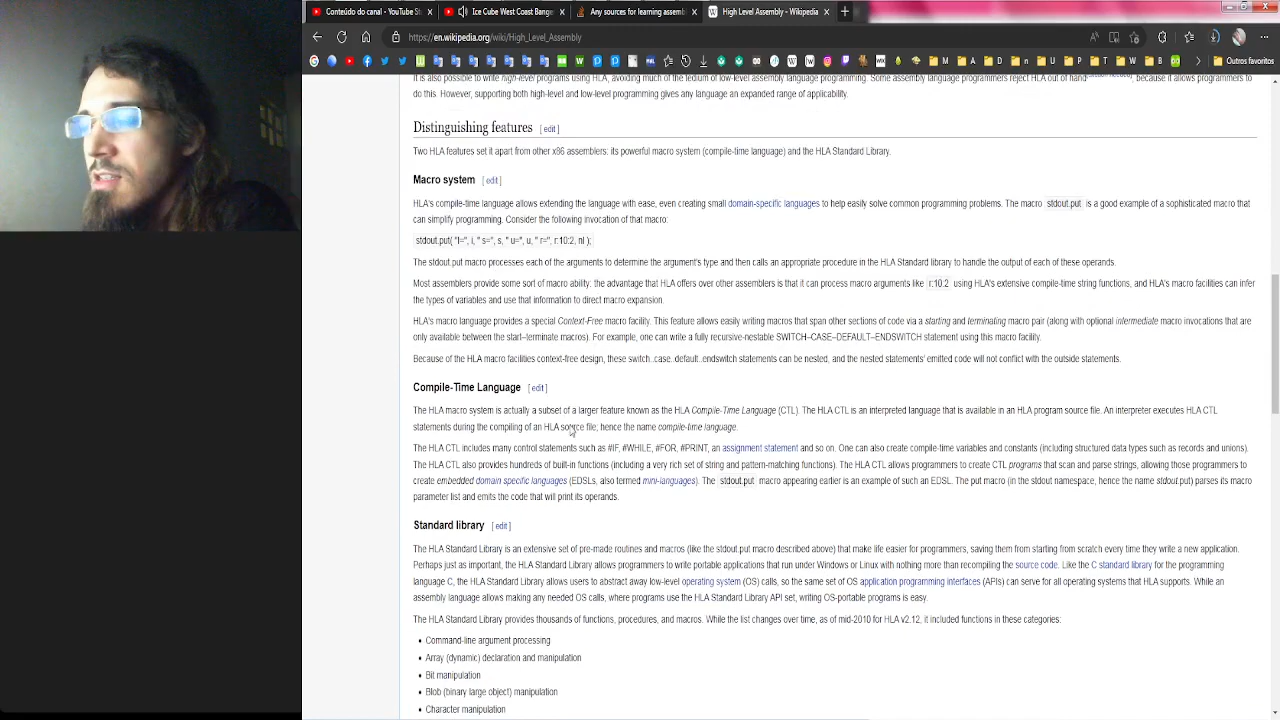 Conteúdo do canal - YouTube St
Ice Cube West Coast Bang
Any sources for learning assemb
High Level Assembly - Wikipedia
https://en.wikipedia.org/wiki/High_Level_Assembly
M A D n U P T W B Outros favoritos
It is also possible to write high-level programs using HLA, avoiding much of the tedium of low-level assembly language programming. Some assembly language programmers reject HLA out of hand[citation needed], because it allows programmers to
do this. However, supporting both high-level and low-level programming gives any language an expanded range of applicability.
Distinguishing features [ edit ]
Two HLA features set it apart from other x86 assemblers: its powerful macro system (compile-time language) and the HLA Standard Library.
Macro system [ edit ]
HLA's compile-time language allows extending the language with ease, even creating small domain-specific languages to help easily solve common programming problems. The macro stdout.put is a good example of a sophisticated macro that
can simplify programming. Consider the following invocation of that macro:
stdout.put( "I=", i, " s=", s, " u=", u, " r=". r:10:2, nl );
The stdout.put macro processes each of the arguments to determine the argument's type and then calls an appropriate procedure in the HLA Standard library to handle the output of each of these operands.
Most assemblers provide some sort of macro ability: the advantage that HLA offers over other assemblers is that it can process macro arguments like r:10:2 using HLA's extensive compile-time string functions, and HLA's macro facilities can infer
the types of variables and use that information to direct macro expansion.
HLA's macro language provides a special Context-Free macro facility. This feature allows easily writing macros that span other sections of code via a starting and terminating macro pair (along with optional intermediate macro invocations that are
only available between the start–terminate macros). For example, one can write a fully recursive-nestable SWITCH–CASE–DEFAULT–ENDSWITCH statement using this macro facility.
Because of the HLA macro facilities context-free design, these switch..case..default..endswitch statements can be nested, and the nested statements' emitted code will not conflict with the outside statements.
Compile-Time Language [ edit ]
The HLA macro system is actually a subset of a larger feature known as the HLA Compile-Time Language (CTL). The HLA CTL is an interpreted language that is available in an HLA program source file. An interpreter executes HLA CTL
statements during the compiling of an HLA source file; hence the name compile-time language.
The HLA CTL includes many control statements such as #IF, #WHILE, #FOR, #PRINT, an assignment statement and so on. One can also create compile-time variables and constants (including structured data types such as records and unions).
The HLA CTL also provides hundreds of built-in functions (including a very rich set of string and pattern-matching functions). The HLA CTL allows programmers to create CTL programs that scan and parse strings, allowing those programmers to
create embedded domain specific languages (EDSLs, also termed mini-languages). The stdout.put macro appearing earlier is an example of such an EDSL. The put macro (in the stdout namespace, hence the name stdout.put) parses its macro
parameter list and emits the code that will print its operands.
Standard library [ edit ]
The HLA Standard Library is an extensive set of pre-made routines and macros (like the stdout.put macro described above) that make life easier for programmers, saving them from starting from scratch every time they write a new application.
Perhaps just as important, the HLA Standard Library allows programmers to write portable applications that run under Windows or Linux with nothing more than recompiling the source code. Like the C standard library for the programming
language C, the HLA Standard Library allows users to abstract away low-level operating system (OS) calls, so the same set of OS application programming interfaces (APIs) can serve for all operating systems that HLA supports. While an
assembly language allows making any needed OS calls, where programs use the HLA Standard Library API set, writing OS-portable programs is easy.
The HLA Standard Library provides thousands of functions, procedures, and macros. While the list changes over time, as of mid-2010 for HLA v2.12, it included functions in these categories:
• Command-line argument processing
• Array (dynamic) declaration and manipulation
• Bit manipulation
• Blob (binary large object) manipulation
• Character manipulation